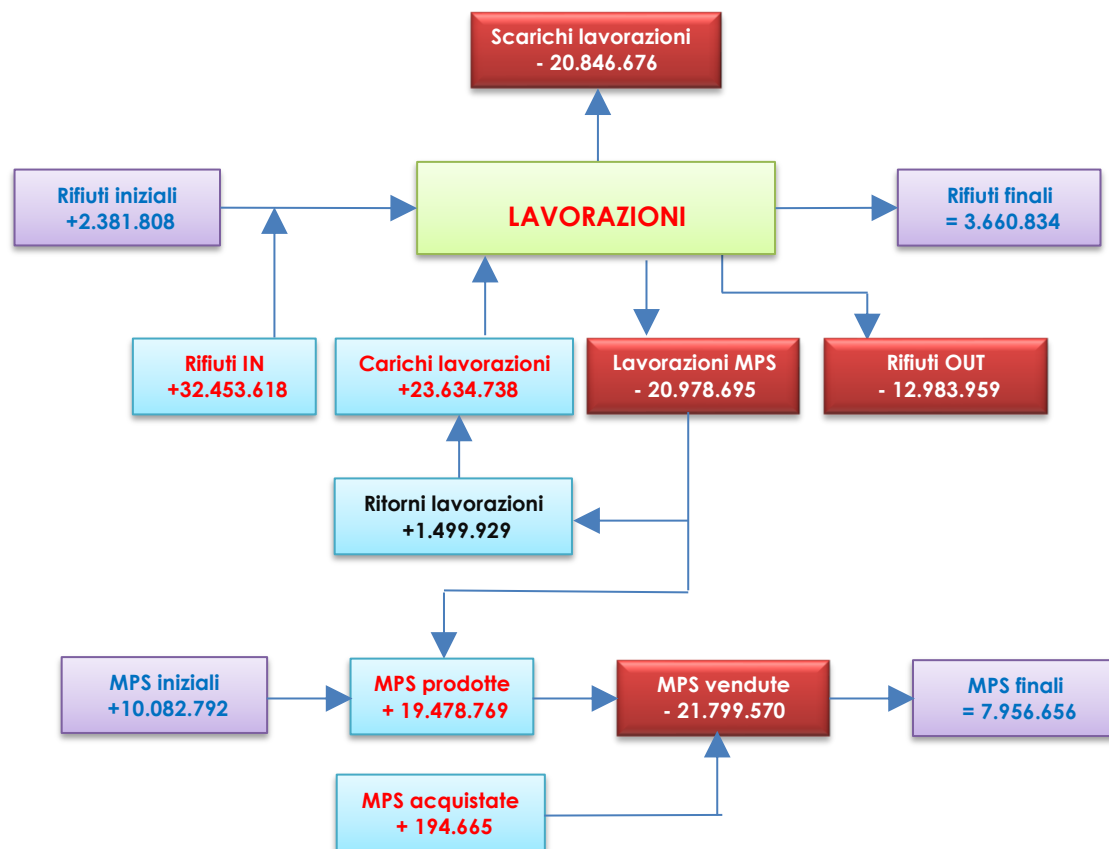 Scarichi lavorazioni
- 20.846.676
Rifiuti iniziali
+2.381.808
LAVORAZIONI
Rifiuti finali
= 3.660.834
Rifiuti IN
+32.453.618
Carichi lavorazioni
+23.634.738
Lavorazioni MPS
- 20.978.695
Rifiuti OUT
- 12.983.959
Ritorni lavorazioni
+1.499.929
MPS iniziali
+10.082.792
MPS prodotte
+ 19.478.769
MPS vendute
- 21.799.570
MPS finali
= 7.956.656
MPS acquistate
+ 194.665